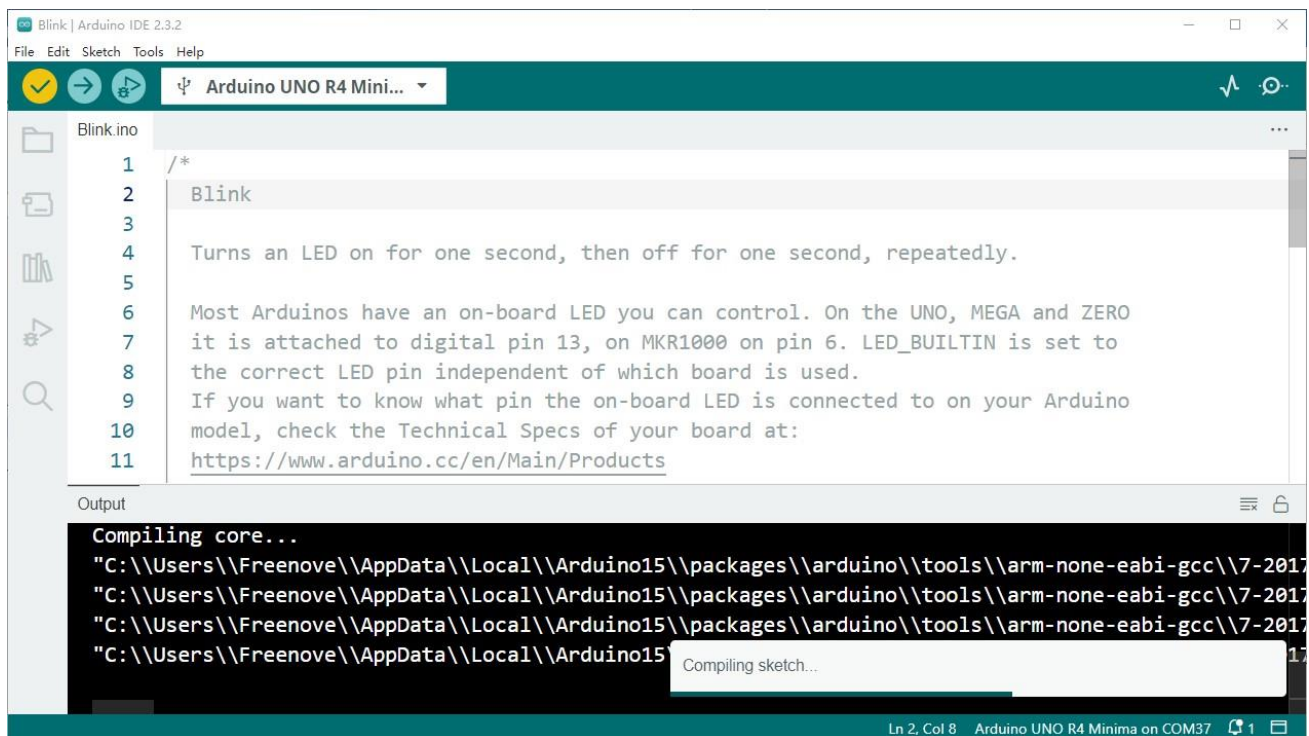 Blink | Arduino IDE 2.3.2
File Edit Sketch Tools Help
Arduino UNO R4 Mini...
Blink.ino
1 /*
2 Blink
3
4 Turns an LED on for one second, then off for one second, repeatedly.
5
6 Most Arduinos have an on-board LED you can control. On the UNO, MEGA and ZERO
7 it is attached to digital pin 13, on MKR1000 on pin 6. LED_BUILTIN is set to
8 the correct LED pin independent of which board is used.
9 If you want to know what pin the on-board LED is connected to on your Arduino
10 model, check the Technical Specs of your board at:
11 https://www.arduino.cc/en/Main/Products
Output
Compiling core...
"C:\\Users\\Freenove\\AppData\\Local\\Arduino15\\packages\\arduino\\tools\\arm-none-eabi-gcc\\7-2017
"C:\\Users\\Freenove\\AppData\\Local\\Arduino15\\packages\\arduino\\tools\\arm-none-eabi-gcc\\7-2017
"C:\\Users\\Freenove\\AppData\\Local\\Arduino15\\packages\\arduino\\tools\\arm-none-eabi-gcc\\7-2017
"C:\\Users\\Freenove\\AppData\\Local\\Arduino15
Compiling sketch...
Ln 2, Col 8 Arduino UNO R4 Minima on COM37 1